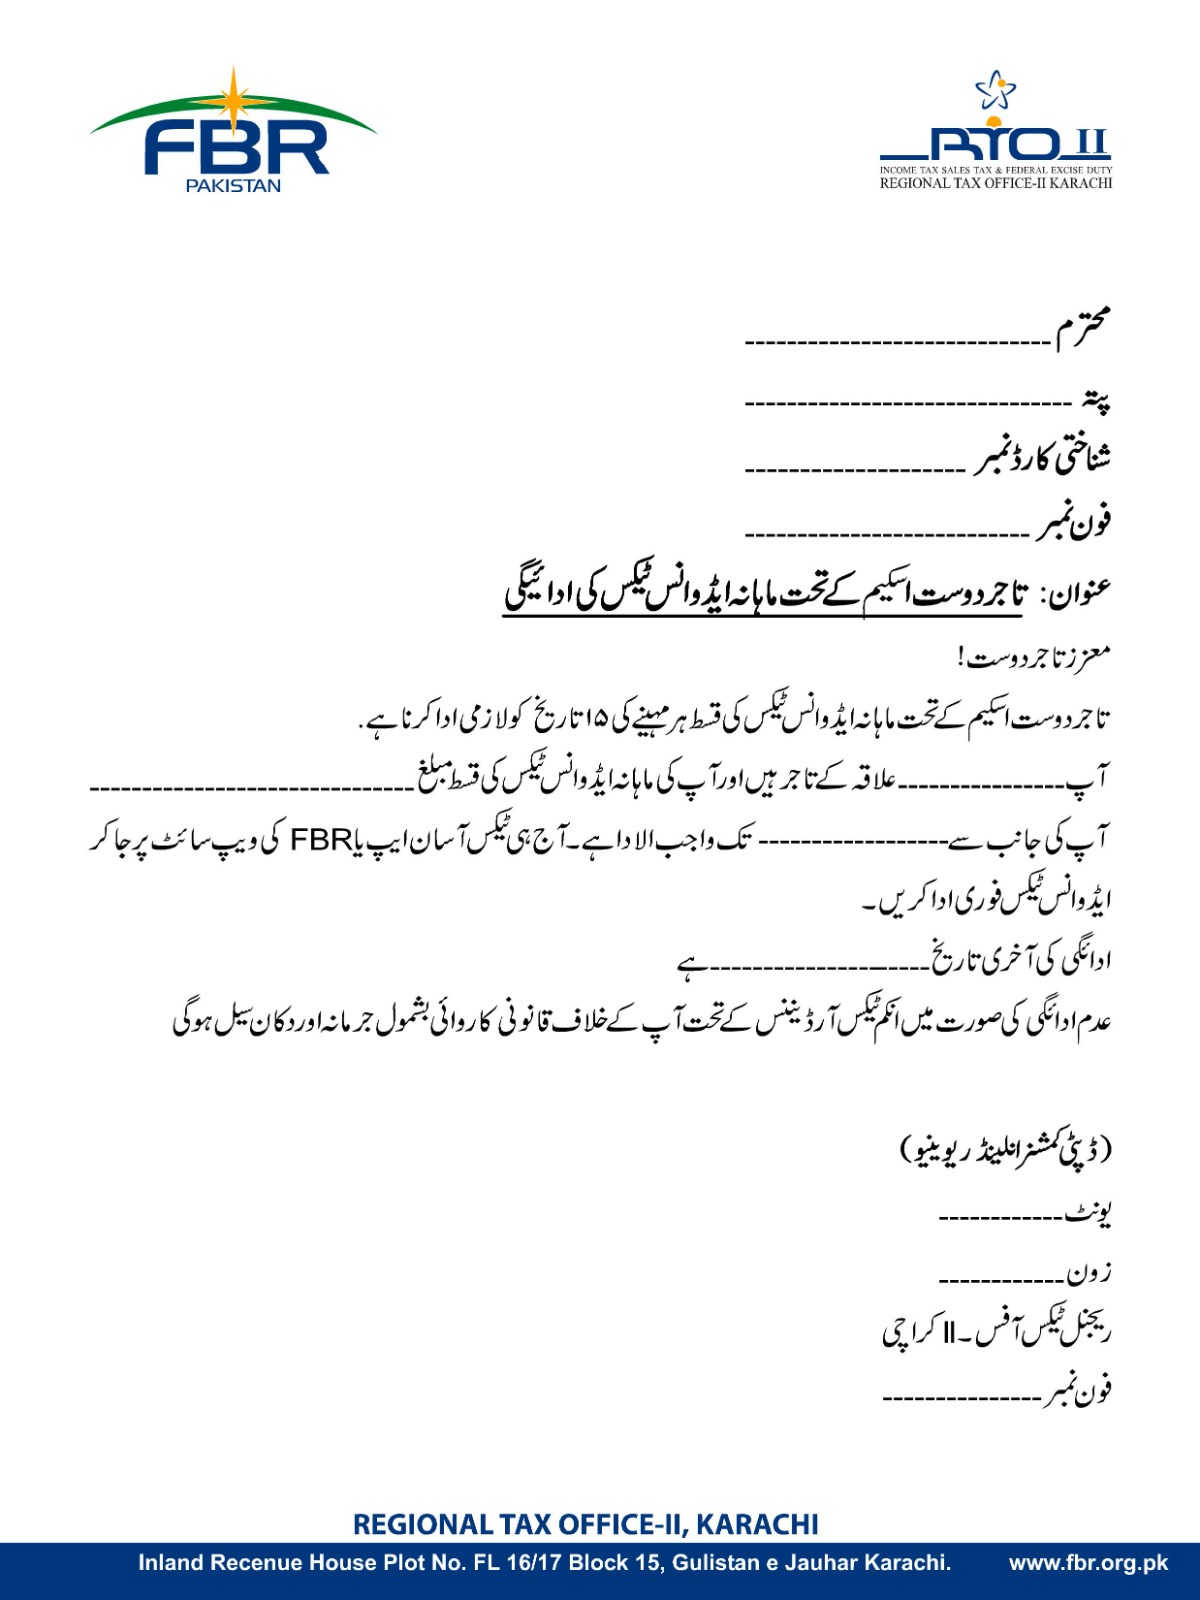 FBR
PAKISTAN
RTO II
INCOME TAX SALES TAX & FEDERAL EXCISE DUTY
REGIONAL TAX OFFICE-II KARACHI
محترم -----------------------------
پتہ -------------------------------
شناختی کارڈ نمبر ---------------------
فون نمبر ---------------------------
عنوان: تاجر دوست اسکیم کے تحت ماہانہ ایڈوانس ٹیکس کی ادائیگی
معزز تاجر دوست!
تاجر دوست اسکیم کے تحت ماہانہ ایڈوانس ٹیکس کی قسط ہر مہینے کی ۱۵ تاریخ کو لازمی ادا کرنا ہے.
آپ----------------علاقہ کے تاجر ہیں اور آپ کی ماہانہ ایڈوانس ٹیکس کی قسط مبلغ-------------------------------
آپ کی جانب سے------------------ تک واجب الادا ہے۔ آج ہی ٹیکس آسان ایپ یا FBR کی ویپ سائٹ پر جا کر
ایڈوانس ٹیکس فوری ادا کریں۔
ادائگی کی آخری تاریخ---------------------ہے
عدم ادائگی کی صورت میں انکم ٹیکس آرڈیننس کے تحت آپ کے خلاف قانونی کاروائی بشمول جرمانہ اور دکان سیل ہوگی
(ڈپٹی کمشنر انلینڈ ریوینیو)
یونٹ------------
زون------------
ریجنل ٹیکس آفس۔II کراچی
فون نمبر ---------------
REGIONAL TAX OFFICE-II, KARACHI
Inland Recenue House Plot No. FL 16/17 Block 15, Gulistan e Jauhar Karachi. www.fbr.org.pk